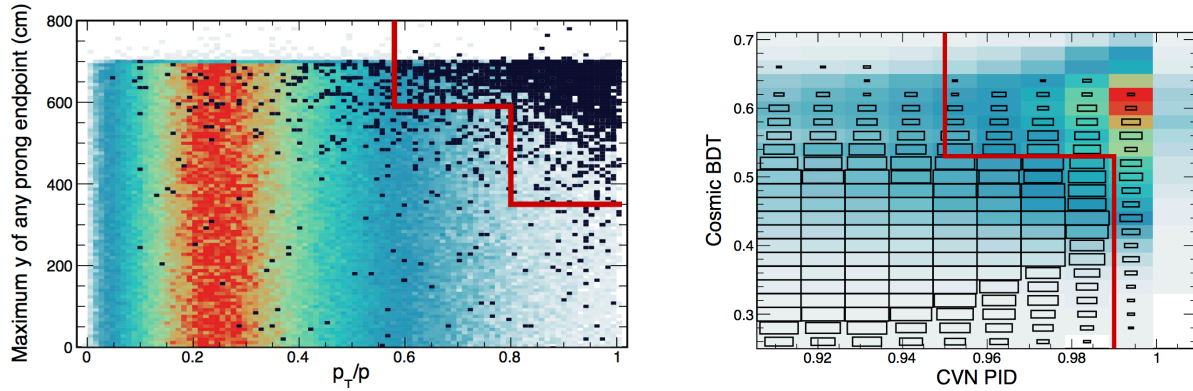 Maximum y of any prong endpoint (cm)
800
600
400
200
0
0 0.2 0.4 0.6 0.8 1
p_T/p
Cosmic BDT
0.7
0.6
0.5
0.4
0.3
0.92 0.94 0.96 0.98 1
CVN PID